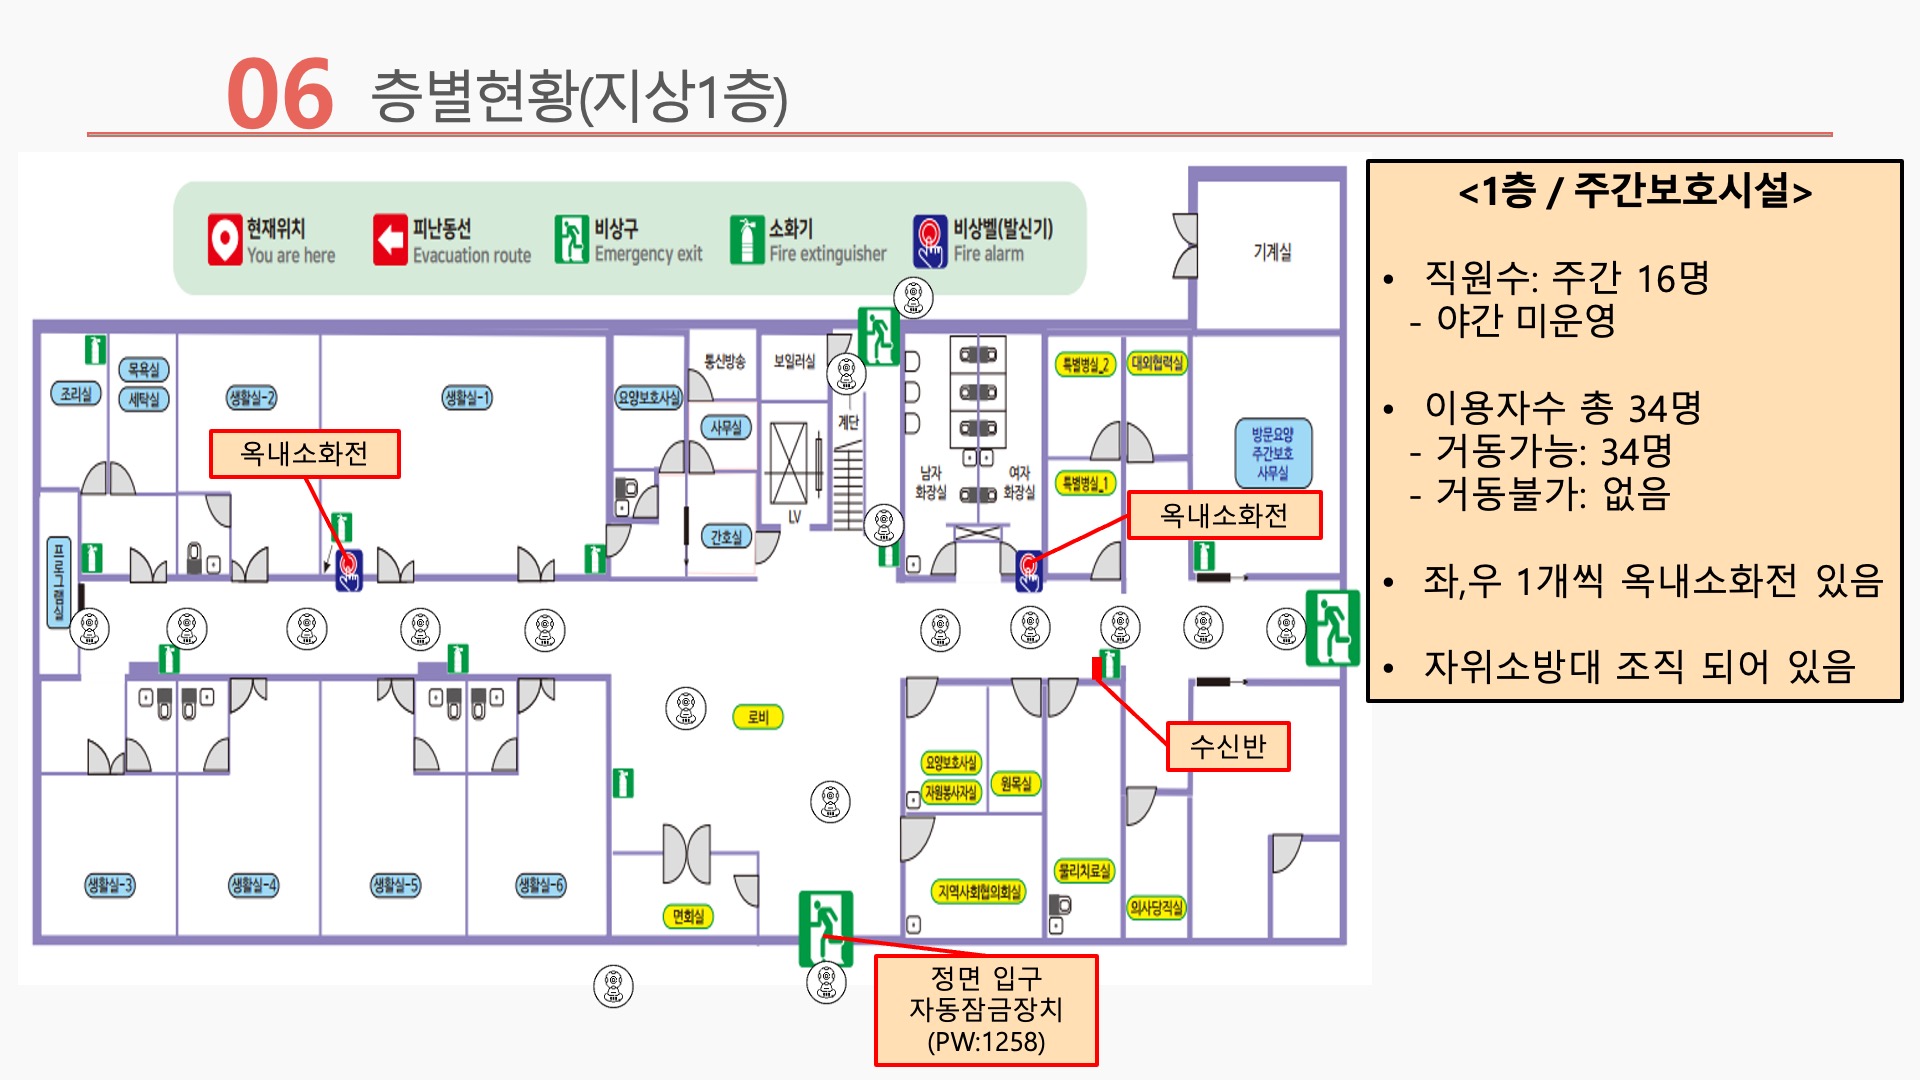 06 층별현황(지상1층)
현재위치
You are here
피난동선
Evacuation route
비상구
Emergency exit
소화기
Fire extinguisher
비상벨(발신기)
Fire alarm
<1층 / 주간보호시설>
• 직원수: 주간 16명
- 야간 미운영
• 이용자수 총 34명
- 거동가능: 34명
- 거동불가: 없음
• 좌,우 1개씩 옥내소화전 있음
• 자위소방대 조직 되어 있음
기계실
조리실
목욕실
세탁실
생활실-2
생활실-1
요양보호사실
통신방송
보일러실
사무실
계단
LV
간호실
남자
화장실
여자
화장실
특별병실_2
대외협력실
특별병실_1
방문요양
주간보호
사무실
옥내소화전
옥내소화전
프로그램실
로비
수신반
요양보호사실
자원봉사자실
원목실
생활실-3
생활실-4
생활실-5
생활실-6
면회실
지역사회협의회실
물리치료실
의사당직실
정면 입구
자동잠금장치
(PW:1258)